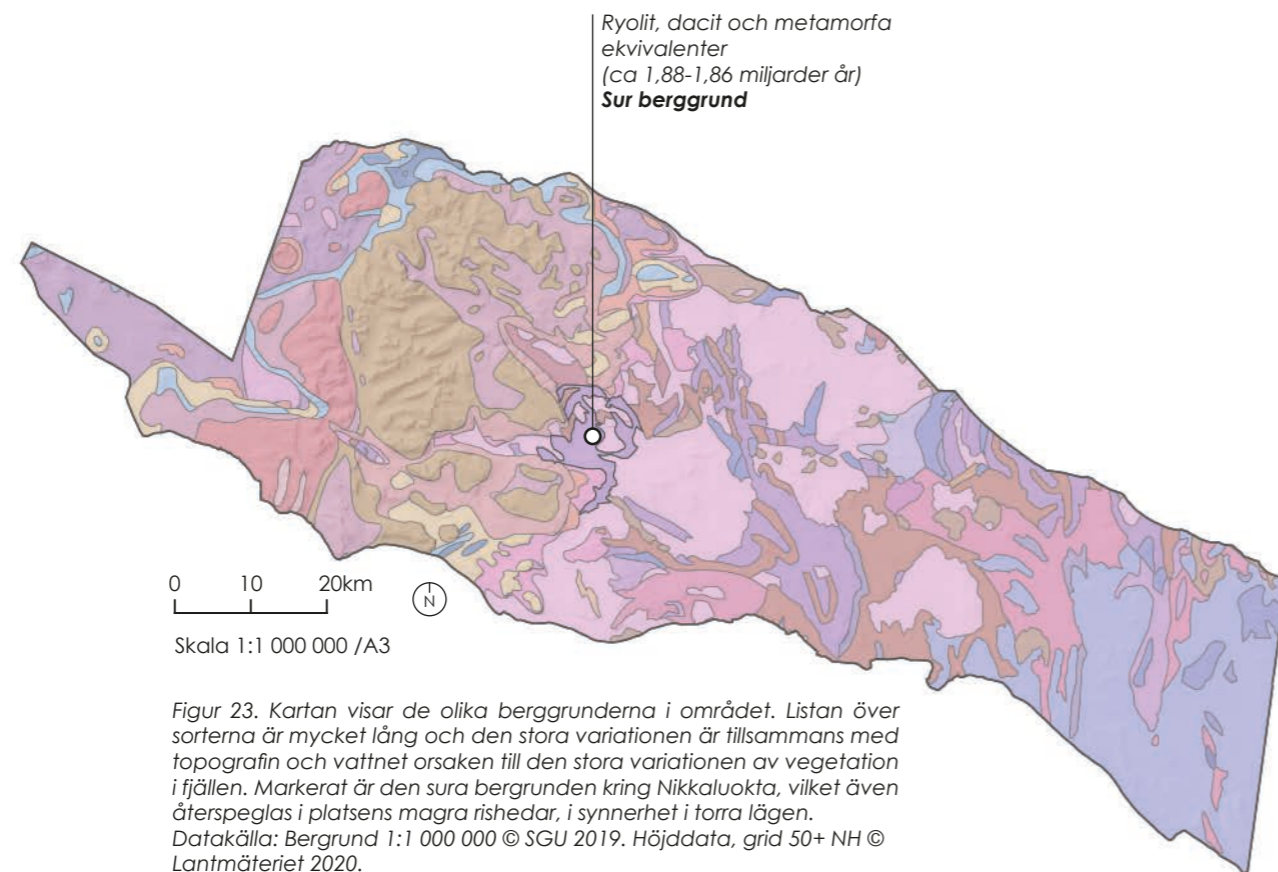 Ryolit, dacit och metamorfa
ekvivalenter
(ca 1,88-1,86 miljarder år)
Sur berggrund
0 10 20km
N
Skala 1:1 000 000 /A3
Figur 23. Kartan visar de olika berggrunderna i området. Listan över
sorterna är mycket lång och den stora variationen är tillsammans med
topografin och vattnet orsaken till den stora variationen av vegetation
i fjällen. Markerat är den sura bergrunden kring Nikkaluokta, vilket även
återspeglas i platsens magra rishedar, i synnerhet i torra lägen.
Datakälla: Bergrund 1:1 000 000 © SGU 2019. Höjddata, grid 50+ NH ©
Lantmäteriet 2020.